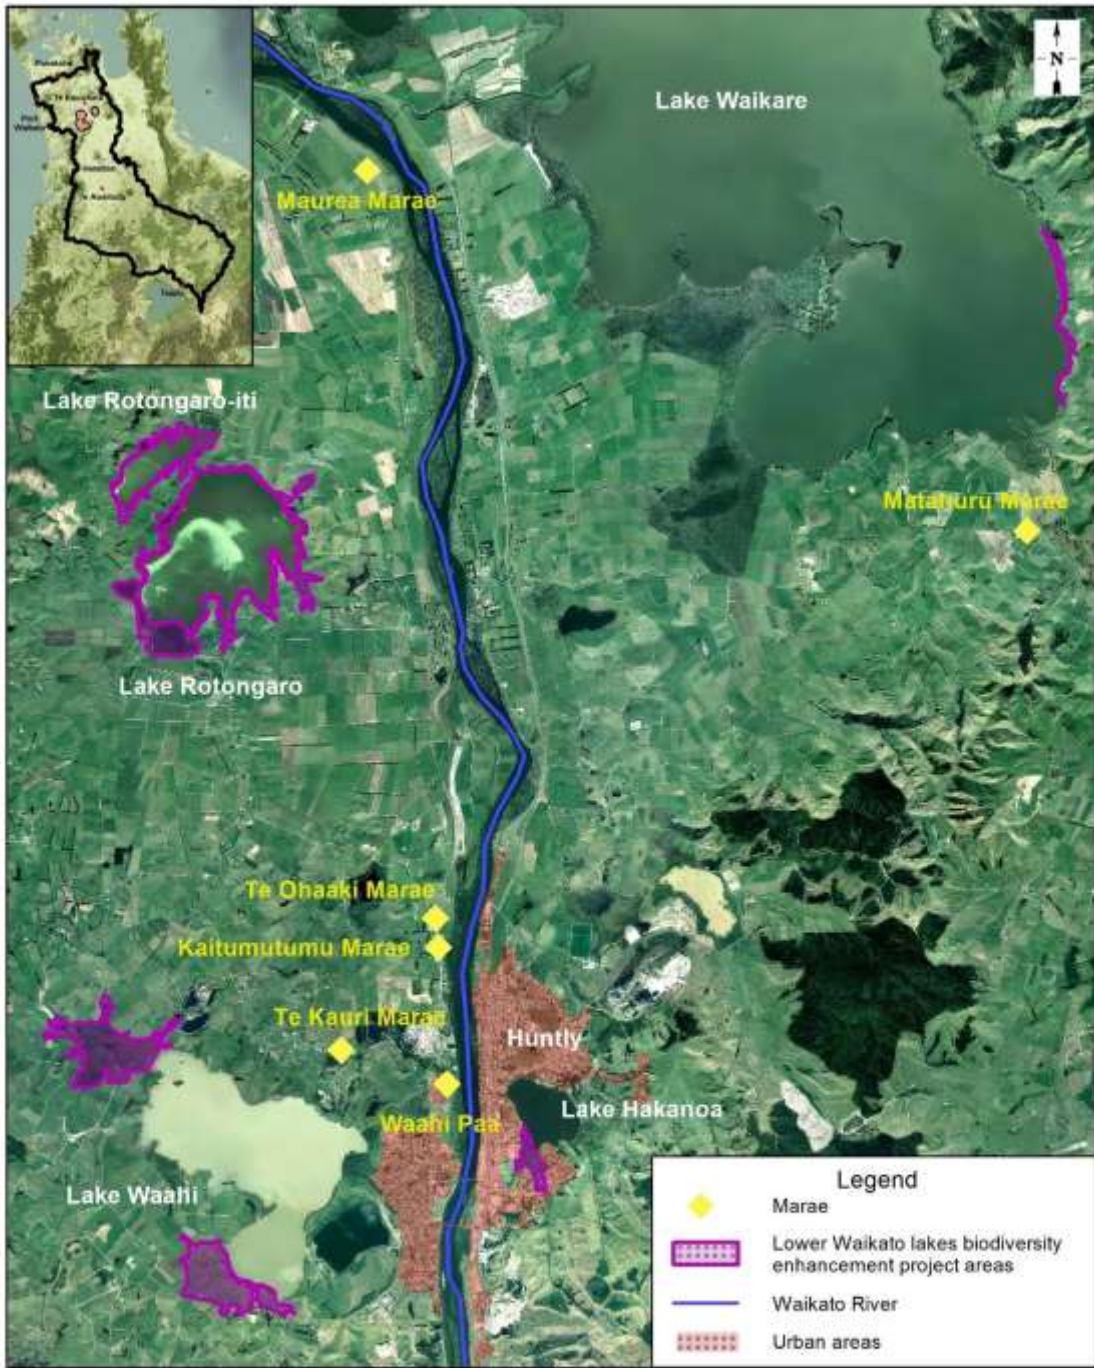 N
Lake Waikare
Maurea Marae
Lake Rotongaro-iti
Matahuru Marae
Lake Rotongaro
Te Ohaaki Marae
Kaitumutumu Marae
Te Kauri Marae
Huntly
Waahi Paa
Lake Hakanoa
Lake Waahi
Legend
Marae
Lower Waikato lakes biodiversity
enhancement project areas
Waikato River
Urban areas